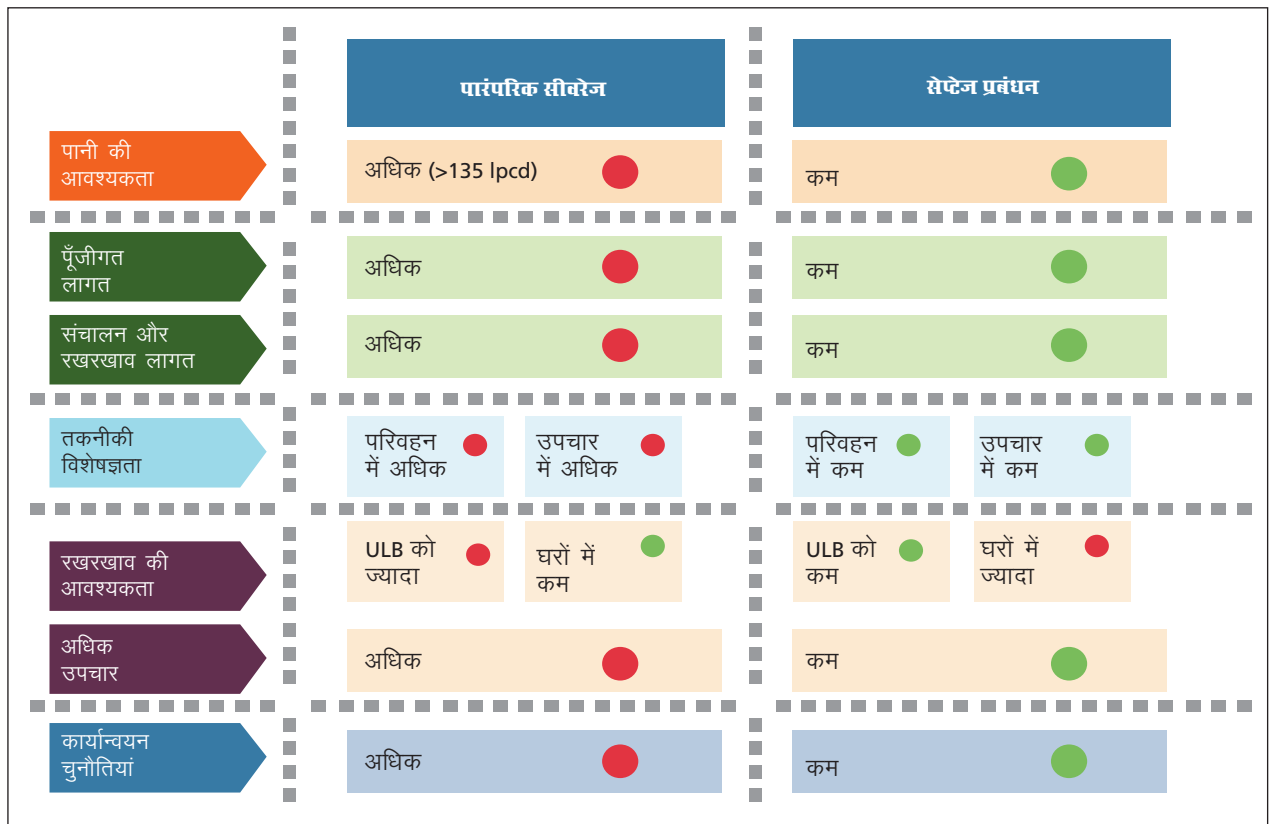 पारंपरिक सीवरेज
सेप्टेज प्रबंधन
पानी की
आवश्यकता
अधिक (>135 lpcd)
कम
पूँजीगत
लागत
अधिक
कम
संचालन और
रखरखाव लागत
अधिक
कम
तकनीकी
विशेषज्ञता
परिवहन
में अधिक
उपचार
में अधिक
परिवहन
में कम
उपचार
में कम
रखरखाव की
आवश्यकता
ULB को
ज्यादा
घरों में
कम
ULB को
कम
घरों में
ज्यादा
अधिक
उपचार
अधिक
कम
कार्यान्वयन
चुनौतियां
अधिक
कम